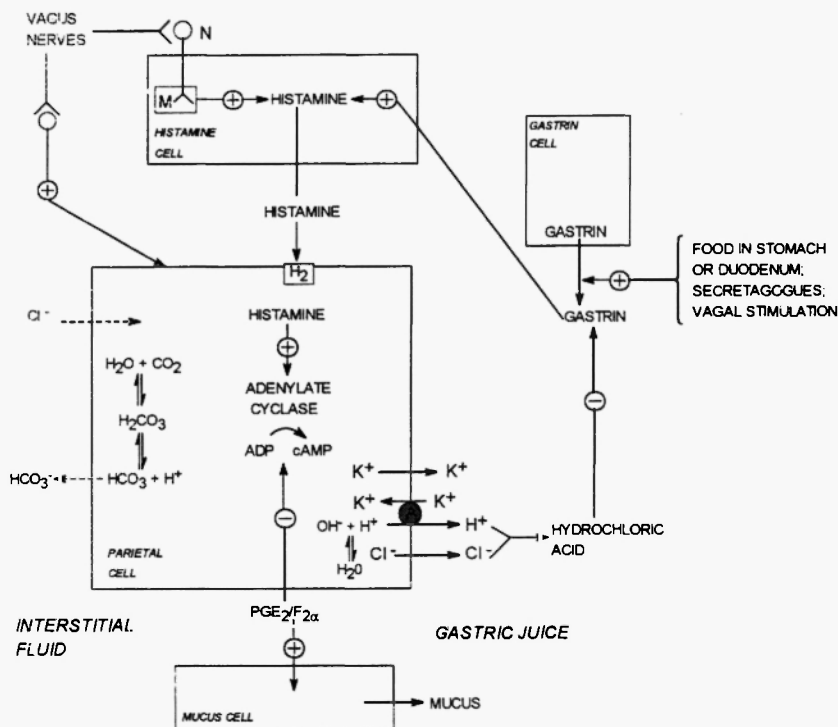 VACUS
NERVES
N
M
HISTAMINE
HISTAMINE
CELL
GASTRIN
CELL
GASTRIN
HISTAMINE
FOOD IN STOMACH
OR DUODENUM;
SECRETAGOGUES;
VAGAL STIMULATION
H₂
GASTRIN
Cl⁻
HISTAMINE
H₂O + CO₂
ADENYLATE
CYCLASE
H₂CO₃
ADP cAMP
HCO₃⁻
HCO₃ + H⁺
K⁺ K⁺
K⁺ K⁺
A
OH⁻ + H⁺ H⁺
HYDROCHLORIC
ACID
Cl⁻ Cl⁻
H₂O
PARIETAL
CELL
PGE₂/F₂α
INTERSTITIAL
FLUID
GASTRIC JUICE
MUCUS
MUCUS CELL